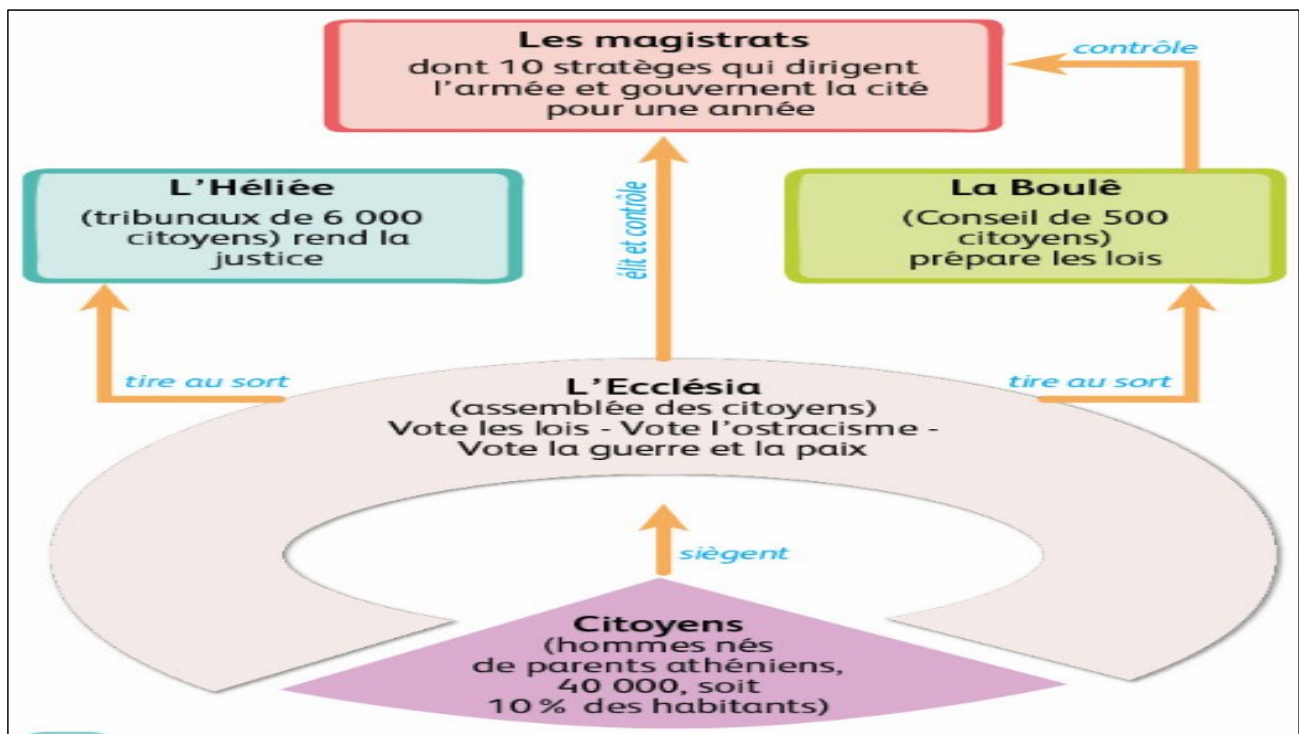 Les magistrats
dont 10 stratèges qui dirigent
l'armée et gouvernent la cité
pour une année
contrôle
L'Héliée
(tribunaux de 6 000
citoyens) rend la
justice
élit et contrôle
La Boulê
(Conseil de 500
citoyens)
prépare les lois
tire au sort
tire au sort
L'Ecclésia
(assemblée des citoyens)
Vote les lois - Vote l'ostracisme -
Vote la guerre et la paix
siègent
Citoyens
(hommes nés
de parents athéniens,
40 000, soit
10 % des habitants)